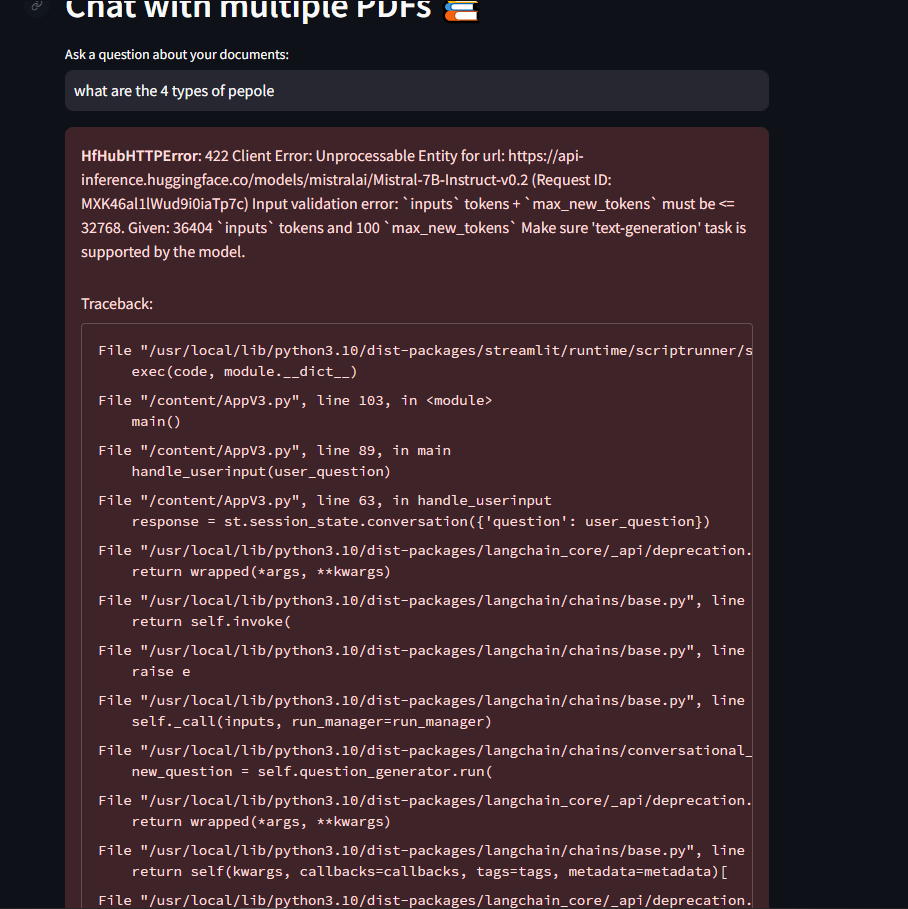 Chat with multiple PDFs 📚
Ask a question about your documents:
what are the 4 types of pepole
HfHubHTTPError: 422 Client Error: Unprocessable Entity for url: https://api-
inference.huggingface.co/models/mistralai/Mistral-7B-Instruct-v0.2 (Request ID:
MXK46al1lWud9i0iaTp7c) Input validation error: `inputs` tokens + `max_new_tokens` must be <=
32768. Given: 36404 `inputs` tokens and 100 `max_new_tokens` Make sure 'text-generation' task is
supported by the model.
Traceback:
File "/usr/local/lib/python3.10/dist-packages/streamlit/runtime/scriptrunner/s
exec(code, module.__dict__)
File "/content/AppV3.py", line 103, in <module>
main()
File "/content/AppV3.py", line 89, in main
handle_userinput(user_question)
File "/content/AppV3.py", line 63, in handle_userinput
response = st.session_state.conversation({'question': user_question})
File "/usr/local/lib/python3.10/dist-packages/langchain_core/_api/deprecation.
return wrapped(*args, **kwargs)
File "/usr/local/lib/python3.10/dist-packages/langchain/chains/base.py", line
return self.invoke(
File "/usr/local/lib/python3.10/dist-packages/langchain/chains/base.py", line
raise e
File "/usr/local/lib/python3.10/dist-packages/langchain/chains/base.py", line
self._call(inputs, run_manager=run_manager)
File "/usr/local/lib/python3.10/dist-packages/langchain/chains/conversational_
new_question = self.question_generator.run(
File "/usr/local/lib/python3.10/dist-packages/langchain_core/_api/deprecation.
return wrapped(*args, **kwargs)
File "/usr/local/lib/python3.10/dist-packages/langchain/chains/base.py", line
return self(kwargs, callbacks=callbacks, tags=tags, metadata=metadata)[
File "/usr/local/lib/python3.10/dist-packages/langchain_core/_api/deprecation.